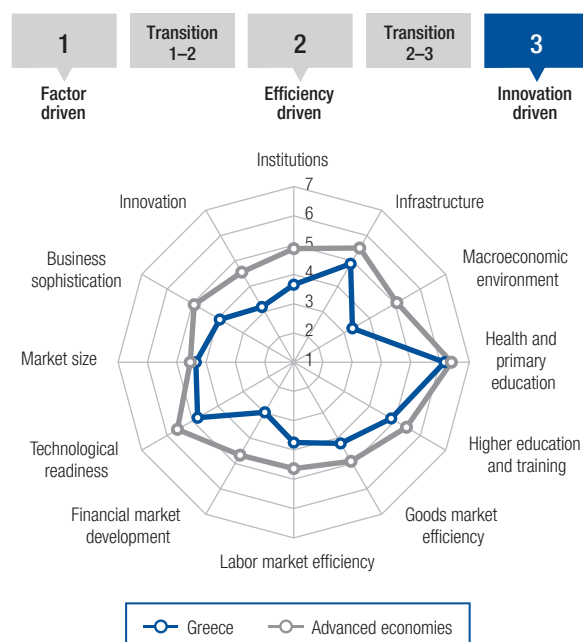 1
Transition
1–2
2
Transition
2–3
3
Factor
driven
Efficiency
driven
Innovation
driven
Institutions
Innovation
7
Infrastructure
6
Business
sophistication
5
Macroeconomic
environment
4
3
2
Market size
1
Health and
primary
education
Technological
readiness
Higher education
and training
Financial market
development
Goods market
efficiency
Labor market efficiency
Greece
Advanced economies